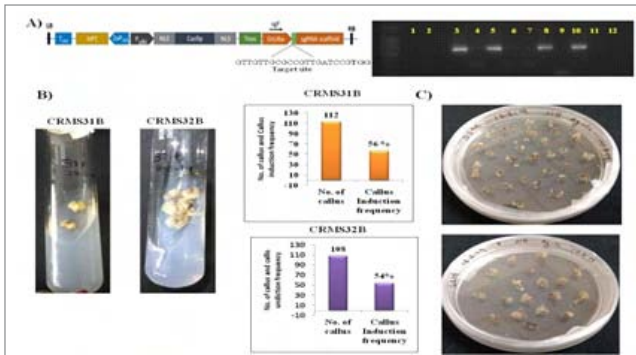 A)
LB
HPT
NLS
Cas9p
NLS
sgRNA scaffold
RB
GTTGTTGCGCCGTTGATCCGTGG
Target site
1 2 3 4 5 6 7 8 9 10 11 12
B)
CRMS31B
CRMS32B
CRMS31B
No. of callus and Callus induction frequency
130
110
90
70
50
30
10
-10
112
56 %
No. of callus
Callus Induction frequency
CRMS32B
No. of callus and callus induction frequency
130
110
90
70
50
30
10
-10
108
54%
No. of callus
Callus Induction frequency
C)